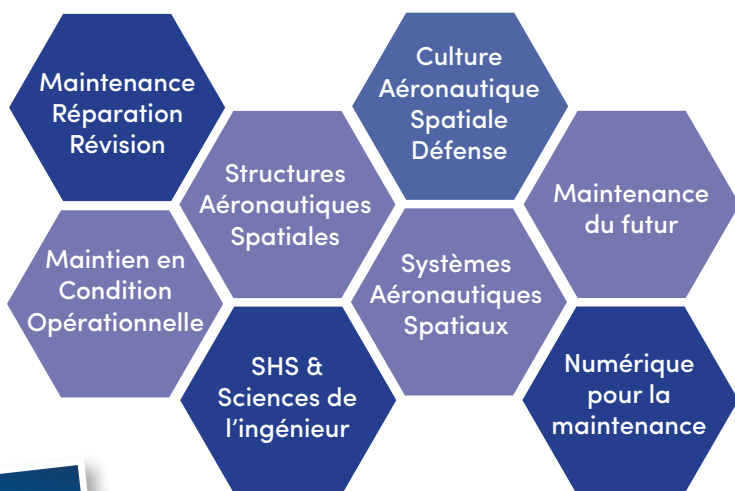 Maintenance
Réparation
Révision
Culture
Aéronautique
Spatiale
Défense
Structures
Aéronautiques
Spatiales
Maintenance
du futur
Maintien en
Condition
Opérationnelle
Systèmes
Aéronautiques
Spatiaux
SHS &
Sciences de
l'ingénieur
Numérique
pour la
maintenance